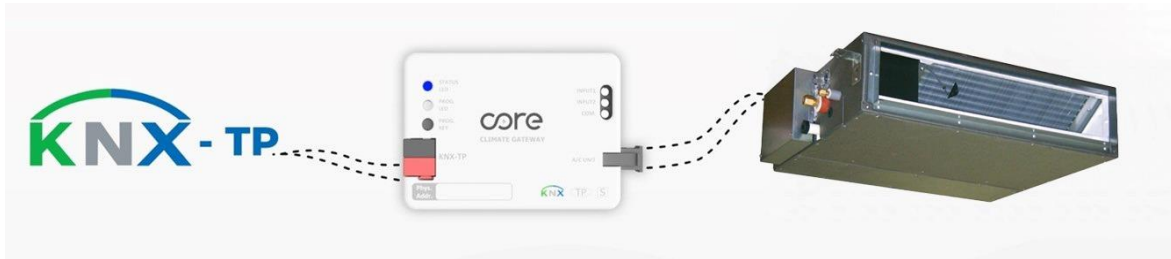 KNX - TP
STATUS
LED
PROG.
LED
PROG.
KEY
core
CLIMATE GATEWAY
INPUT1
INPUT2
COM.
KNX-TP
A/C UNIT
Phys.
Addr.
KNX TP